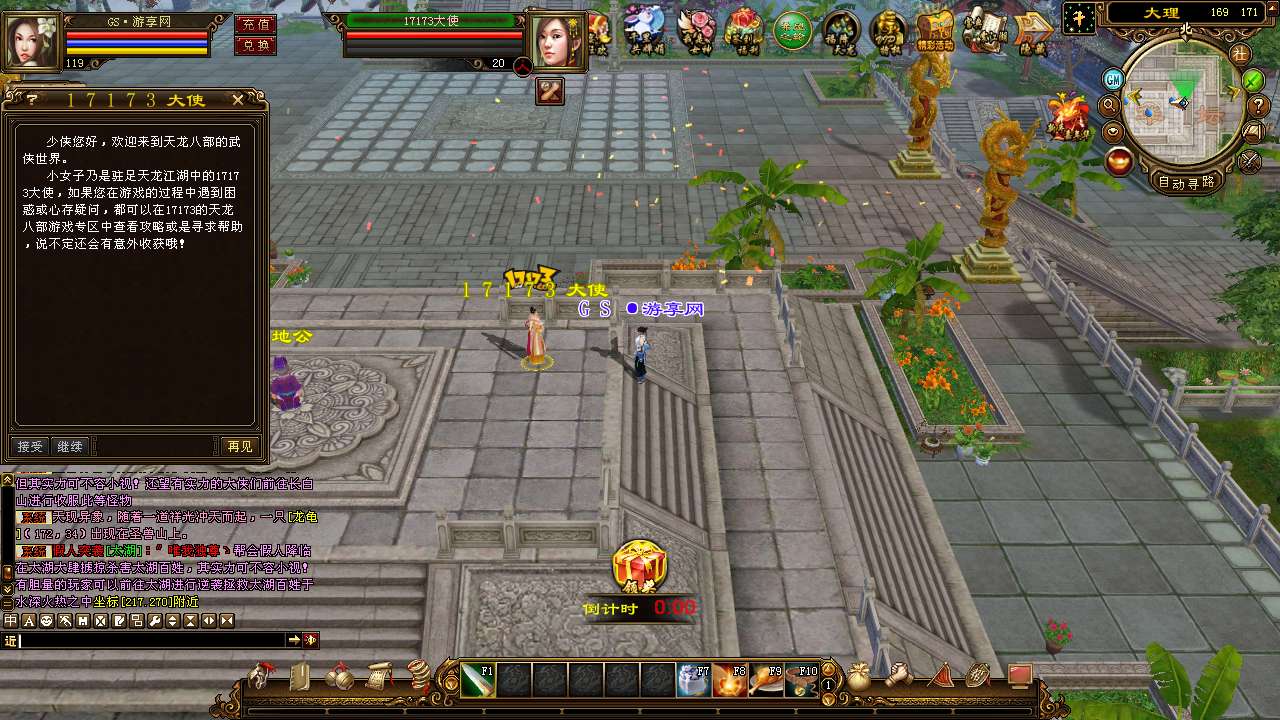 GS·游享网
119
充值
兑换
17173大使
20
精彩活动
大理 169 171
北
社
GM
?
自动寻路
? 17173大使
少侠您好，欢迎来到天龙八部的武
侠世界。
小女子乃是驻足天龙江湖中的1717
3大使，如果您在游戏的过程中遇到困
惑或心存疑问，都可以在17173的天龙
八部游戏专区中查看攻略或是寻求帮助
，说不定还会有意外收获哦！
接受 继续 再见
17173
17173大使
GS●游享网
地公
但其实力可不容小视！还望有实力的大侠们前往长白
山进行收服此等怪物
系统 天现异象，随着一道祥光冲天而起，一只[龙龟
]（172，34）出现在圣兽山上。
系统 假人突袭[太湖]：“唯我独尊丶帮会假人降临
在太湖大肆掳掠杀害太湖百姓，其实力可不容小视！
有胆量的玩家可以前往太湖进行逆袭拯救太湖百姓于
水深火热之中坐标[217.270]附近
领奖
倒计时 0:00
近
F1 F7 F8 F9 F10
1